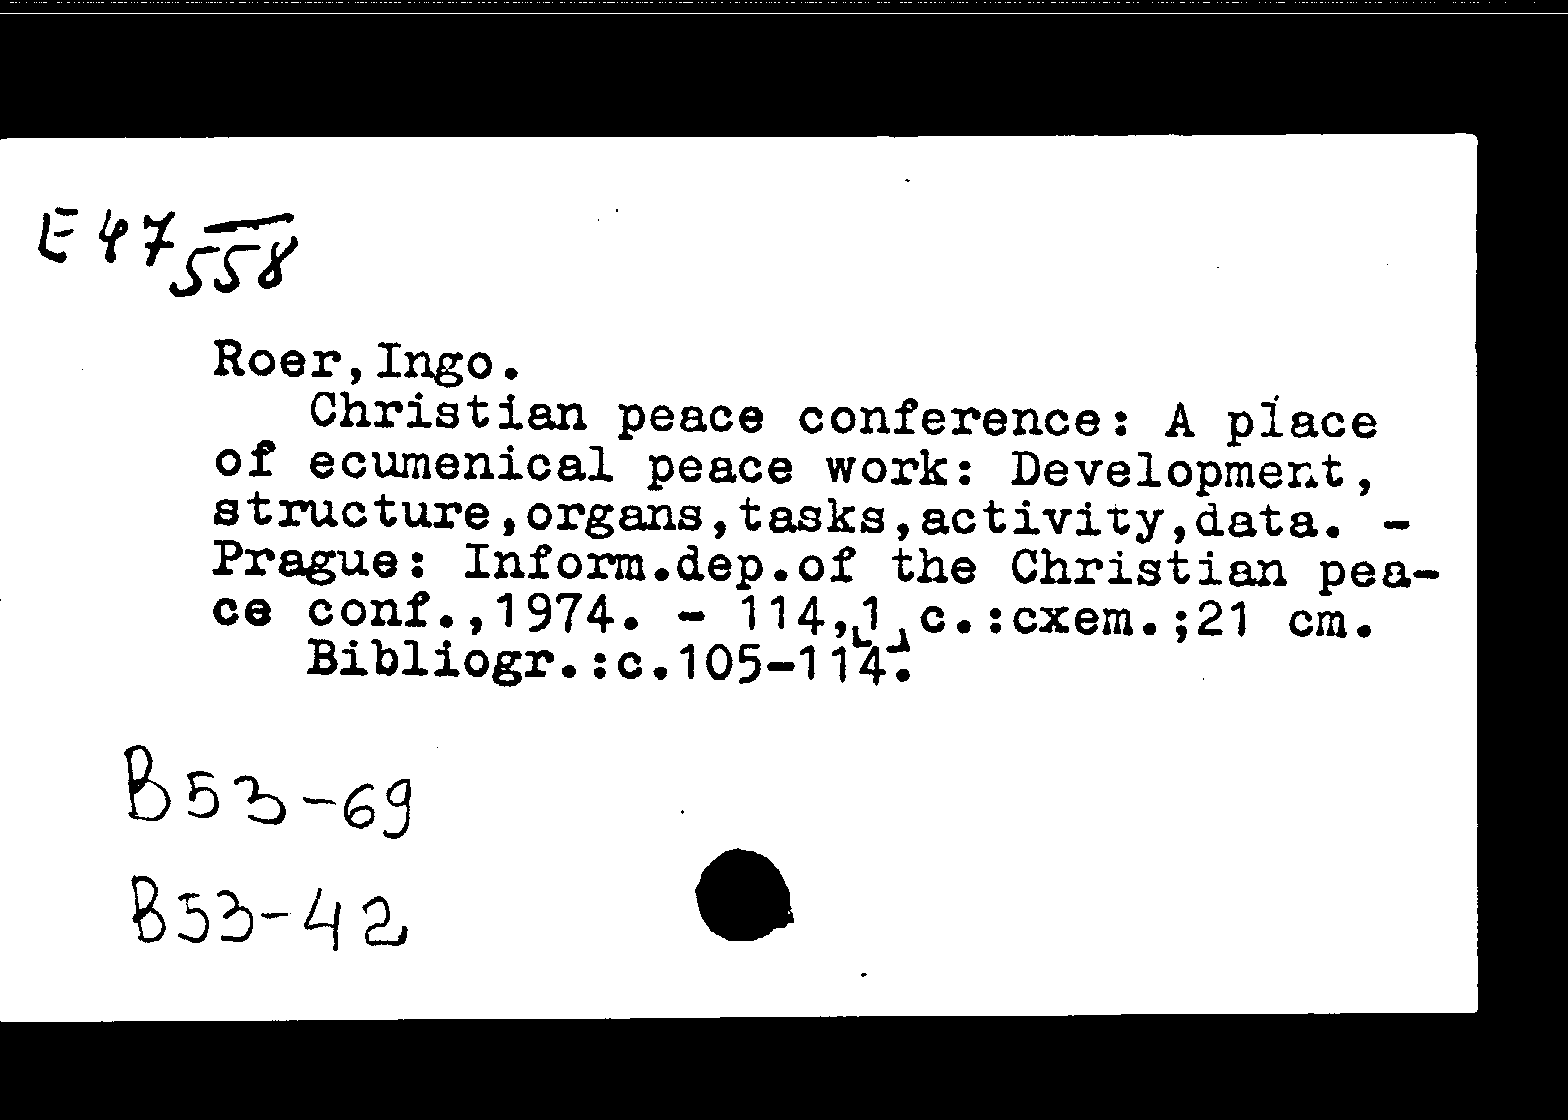 E 47
558
Roer,Ingo.
Christian peace conference: A place
of ecumenical peace work: Development,
structure,organs,tasks,activity,data. -
Prague: Inform.dep.of the Christian pea-
ce conf.,1974. - 114,[1]c.:схем.;21 cm.
Bibliogr.:c.105-114.
B53-69
B53-42